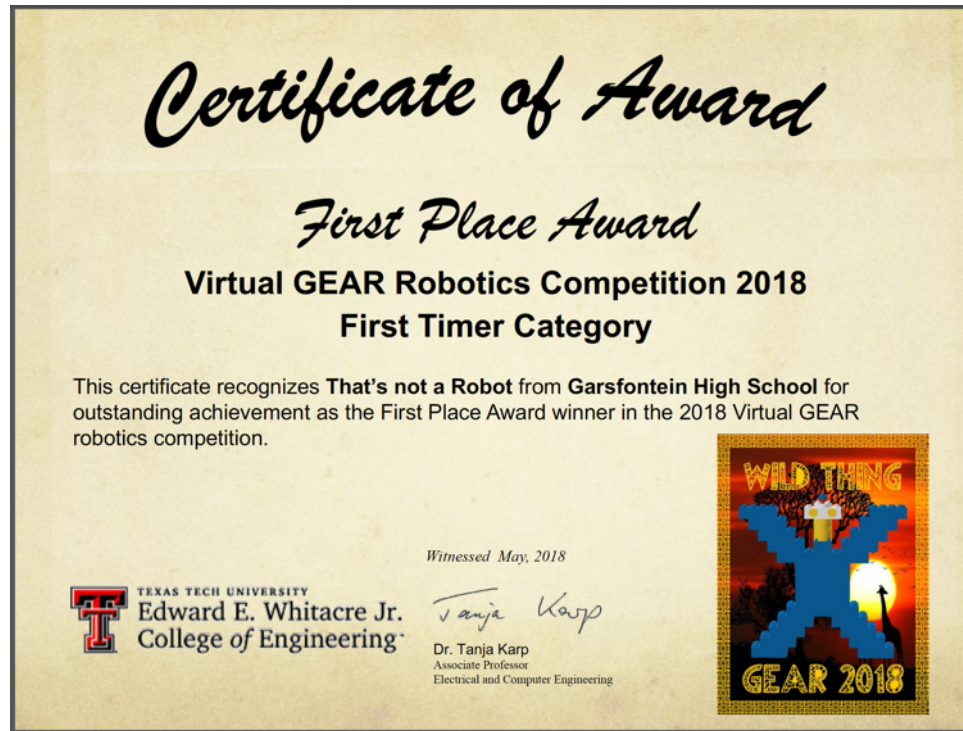 Certificate of Award
First Place Award
Virtual GEAR Robotics Competition 2018
First Timer Category
This certificate recognizes That's not a Robot from Garsfontein High School for
outstanding achievement as the First Place Award winner in the 2018 Virtual GEAR
robotics competition.
WILD THING
GEAR 2018
Witnessed May, 2018
TEXAS TECH UNIVERSITY
Edward E. Whitacre Jr.
College of Engineering
Tanja Karp
Dr. Tanja Karp
Associate Professor
Electrical and Computer Engineering